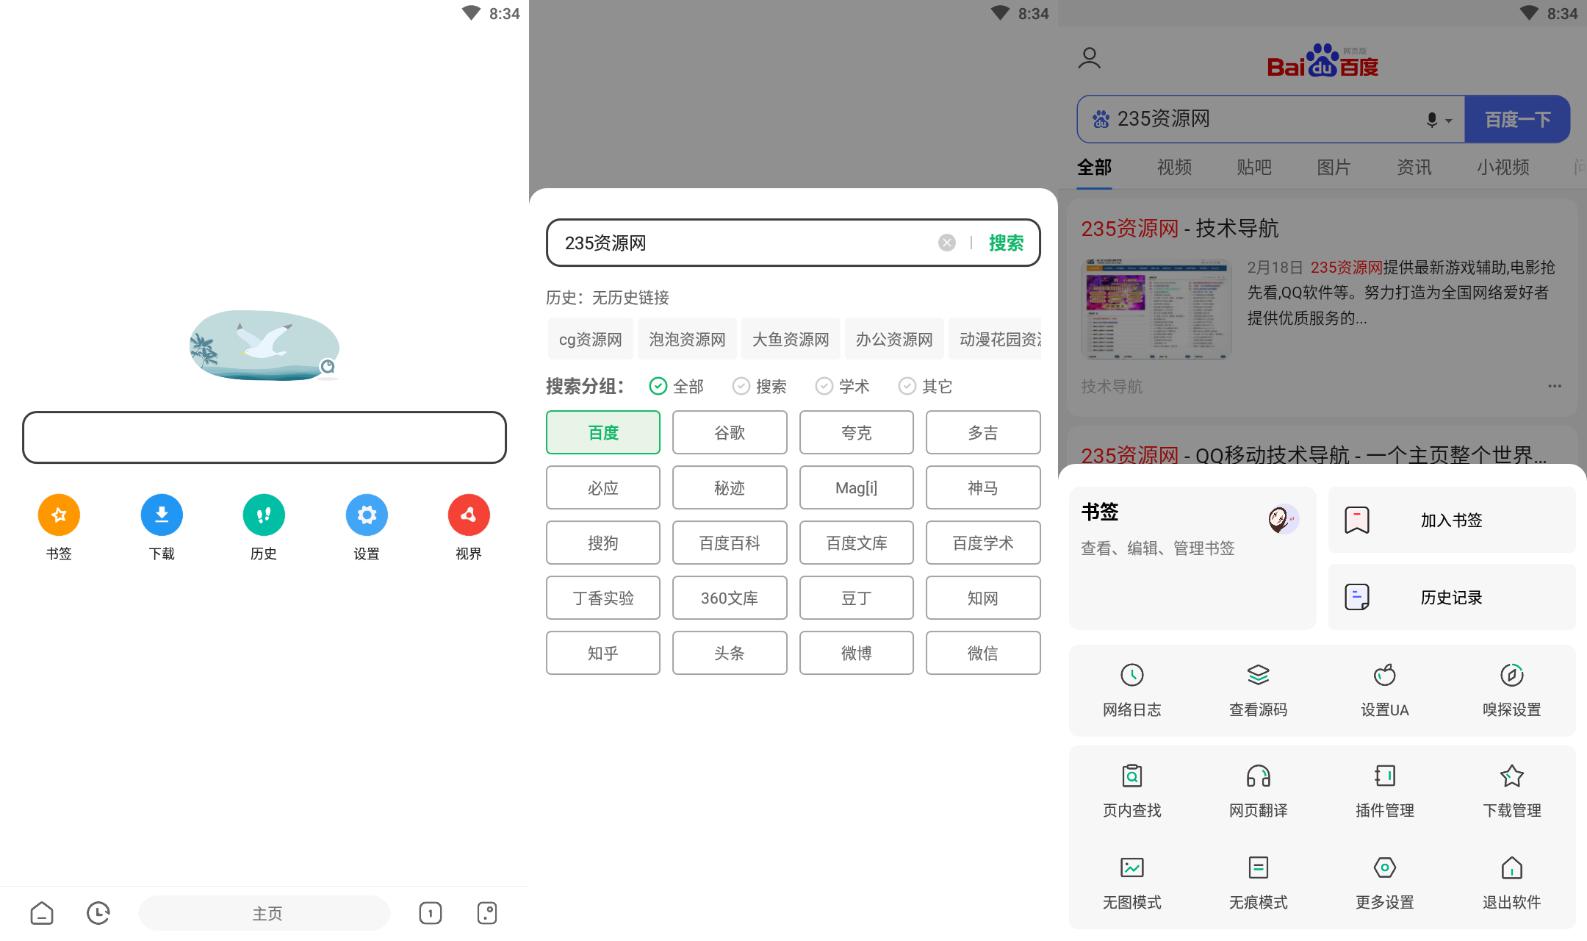 8:34
书签
下载
历史
设置
视界
1
主页
8:34
235资源网
搜索
历史：无历史链接
cg资源网
泡泡资源网
大鱼资源网
办公资源网
动漫花园资
搜索分组：
全部
搜索
学术
其它
百度
谷歌
夸克
多吉
必应
秘迹
Mag[i]
神马
搜狗
百度百科
百度文库
百度学术
丁香实验
360文库
豆丁
知网
知乎
头条
微博
微信
8:34
Bai du 百度
网页版
du
235资源网
百度一下
全部
视频
贴吧
图片
资讯
小视频
235资源网 - 技术导航
2月18日 235资源网提供最新游戏辅助,电影抢
先看,QQ软件等。努力打造为全国网络爱好者
提供优质服务的...
技术导航
235资源网 - QQ移动技术导航 - 一个主页整个世界...
书签
查看、编辑、管理书签
加入书签
历史记录
网络日志
查看源码
设置UA
嗅探设置
页内查找
网页翻译
插件管理
下载管理
无图模式
无痕模式
更多设置
退出软件